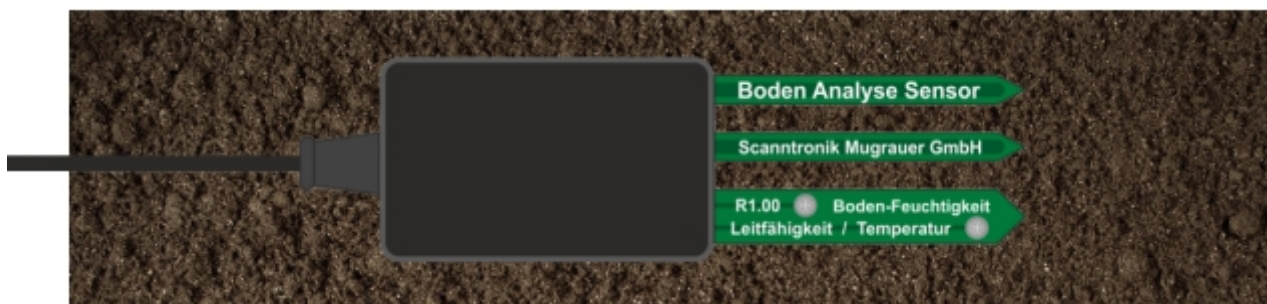 Boden Analyse Sensor
Scanntronik Mugrauer GmbH
R1.00 Boden-Feuchtigkeit
Leitfähigkeit / Temperatur